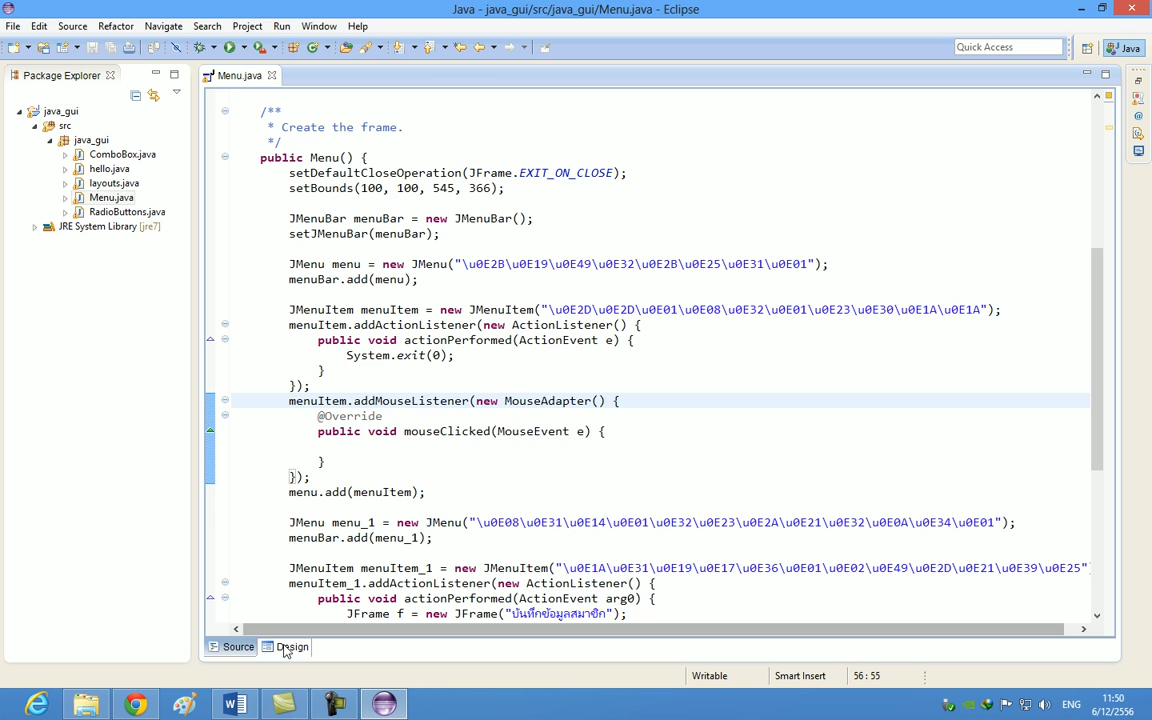 Java - java_gui/src/java_gui/Menu.java - Eclipse
File Edit Source Refactor Navigate Search Project Run Window Help
Quick Access
Java
Package Explorer
Menu.java
java_gui
src
java_gui
ComboBox.java
hello.java
layouts.java
Menu.java
RadioButtons.java
JRE System Library [jre7]
/**
* Create the frame.
*/
public Menu() {
setDefaultCloseOperation(JFrame.EXIT_ON_CLOSE);
setBounds(100, 100, 545, 366);
JMenuBar menuBar = new JMenuBar();
setJMenuBar(menuBar);
JMenu menu = new JMenu("\u0E2B\u0E19\u0E49\u0E32\u0E2B\u0E25\u0E31\u0E01");
menuBar.add(menu);
JMenuItem menuItem = new JMenuItem("\u0E2D\u0E2D\u0E01\u0E08\u0E32\u0E01\u0E23\u0E30\u0E1A\u0E1A");
menuItem.addActionListener(new ActionListener() {
public void actionPerformed(ActionEvent e) {
System.exit(0);
}
});
menuItem.addMouseListener(new MouseAdapter() {
@Override
public void mouseClicked(MouseEvent e) {
}
});
menu.add(menuItem);
JMenu menu_1 = new JMenu("\u0E08\u0E31\u0E14\u0E01\u0E32\u0E23\u0E2A\u0E21\u0E32\u0E0A\u0E34\u0E01");
menuBar.add(menu_1);
JMenuItem menuItem_1 = new JMenuItem("\u0E1A\u0E31\u0E19\u0E17\u0E36\u0E01\u0E02\u0E49\u0E2D\u0E21\u0E39\u0E25"
menuItem_1.addActionListener(new ActionListener() {
public void actionPerformed(ActionEvent arg0) {
JFrame f = new JFrame("บันทึกข้อมูลสมาชิก");
Source Design
Writable Smart Insert 56 : 55
ENG
11:50
6/12/2556